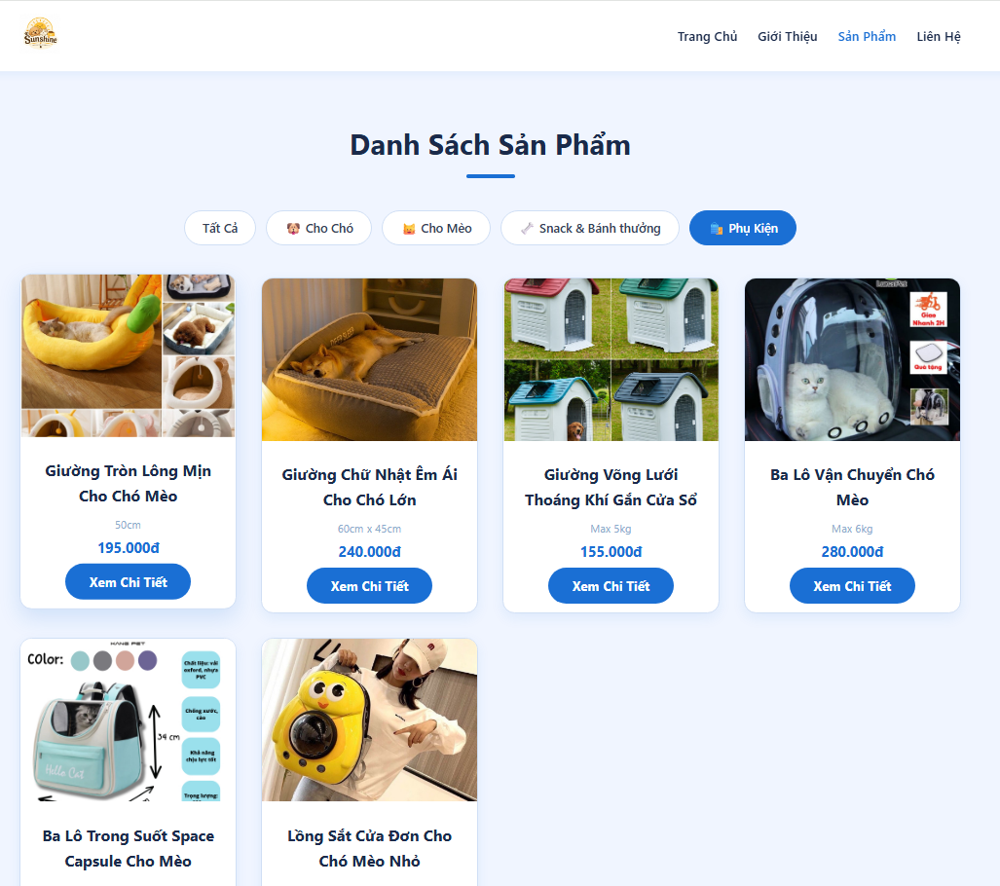 Sunshine
Trang Chủ
Giới Thiệu
Sản Phẩm
Liên Hệ
Danh Sách Sản Phẩm
Tất Cả
Cho Chó
Cho Mèo
Snack & Bánh thưởng
Phụ Kiện
Giao
Nhanh 2H
Quà tặng
Giường Tròn Lông Mịn
Cho Chó Mèo
50cm
195.000đ
Xem Chi Tiết
Giường Chữ Nhật Êm Ái
Cho Chó Lớn
60cm x 45cm
240.000đ
Xem Chi Tiết
Giường Võng Lưới
Thoáng Khí Gắn Cửa Sổ
Max 5kg
155.000đ
Xem Chi Tiết
Ba Lô Vận Chuyển Chó
Mèo
Max 6kg
280.000đ
Xem Chi Tiết
KANG PET
COlor:
Chất liệu: vải
oxford, nhựa
PVC
Chống xước,
cào
Khả năng
chịu lực tốt
Trọng lượng:
34 cm
Hello Cat
Ba Lô Trong Suốt Space
Capsule Cho Mèo
Lồng Sắt Cửa Đơn Cho
Chó Mèo Nhỏ